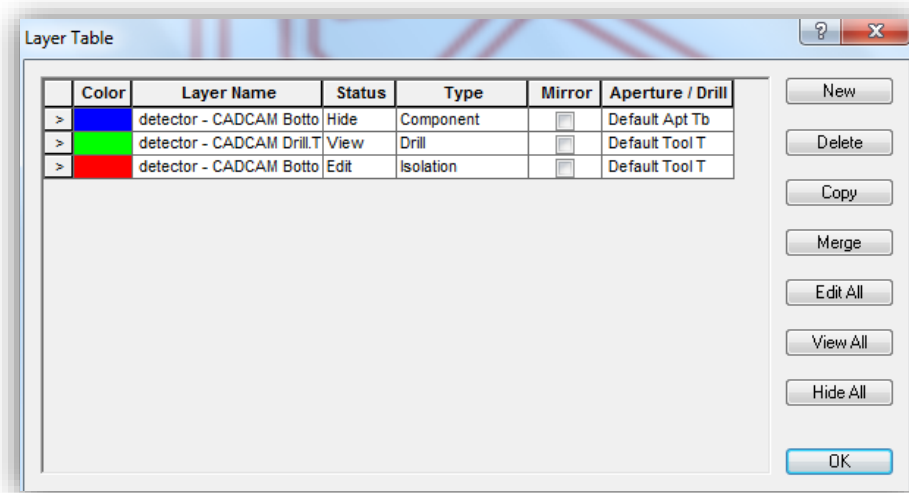 Layer Table
Color Layer Name Status Type Mirror Aperture / Drill
> detector - CADCAM Botto Hide Component Default Apt Tb
> detector - CADCAM Drill.T View Drill Default Tool T
> detector - CADCAM Botto Edit Isolation Default Tool T
New
Delete
Copy
Merge
Edit All
View All
Hide All
OK